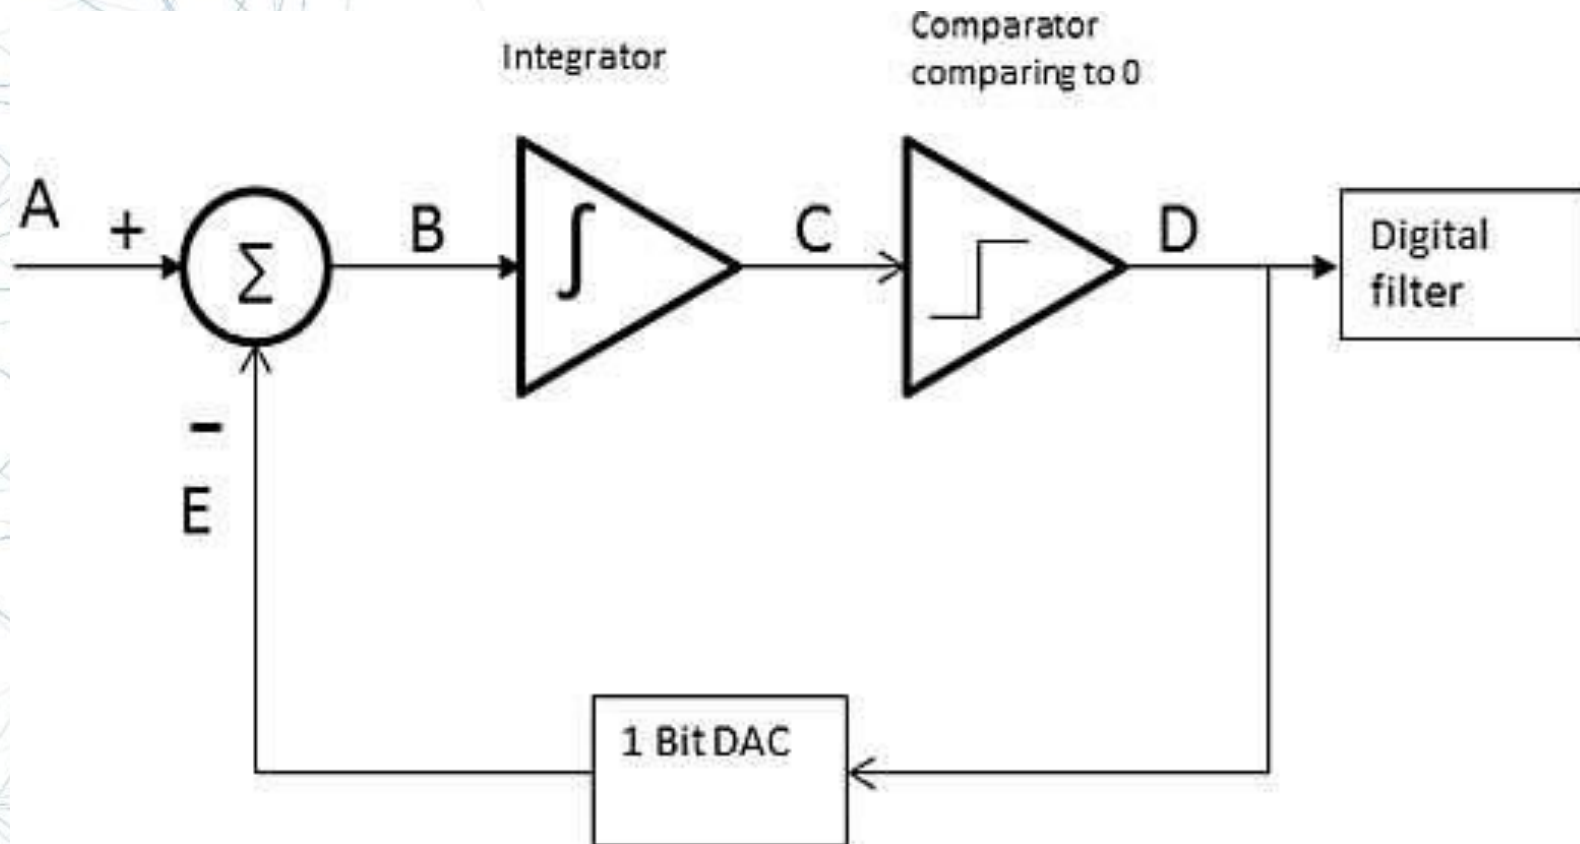 Comparator
comparing to 0
Integrator
A
+
Σ
B
∫
C
D
Digital
filter
-
E
1 Bit DAC